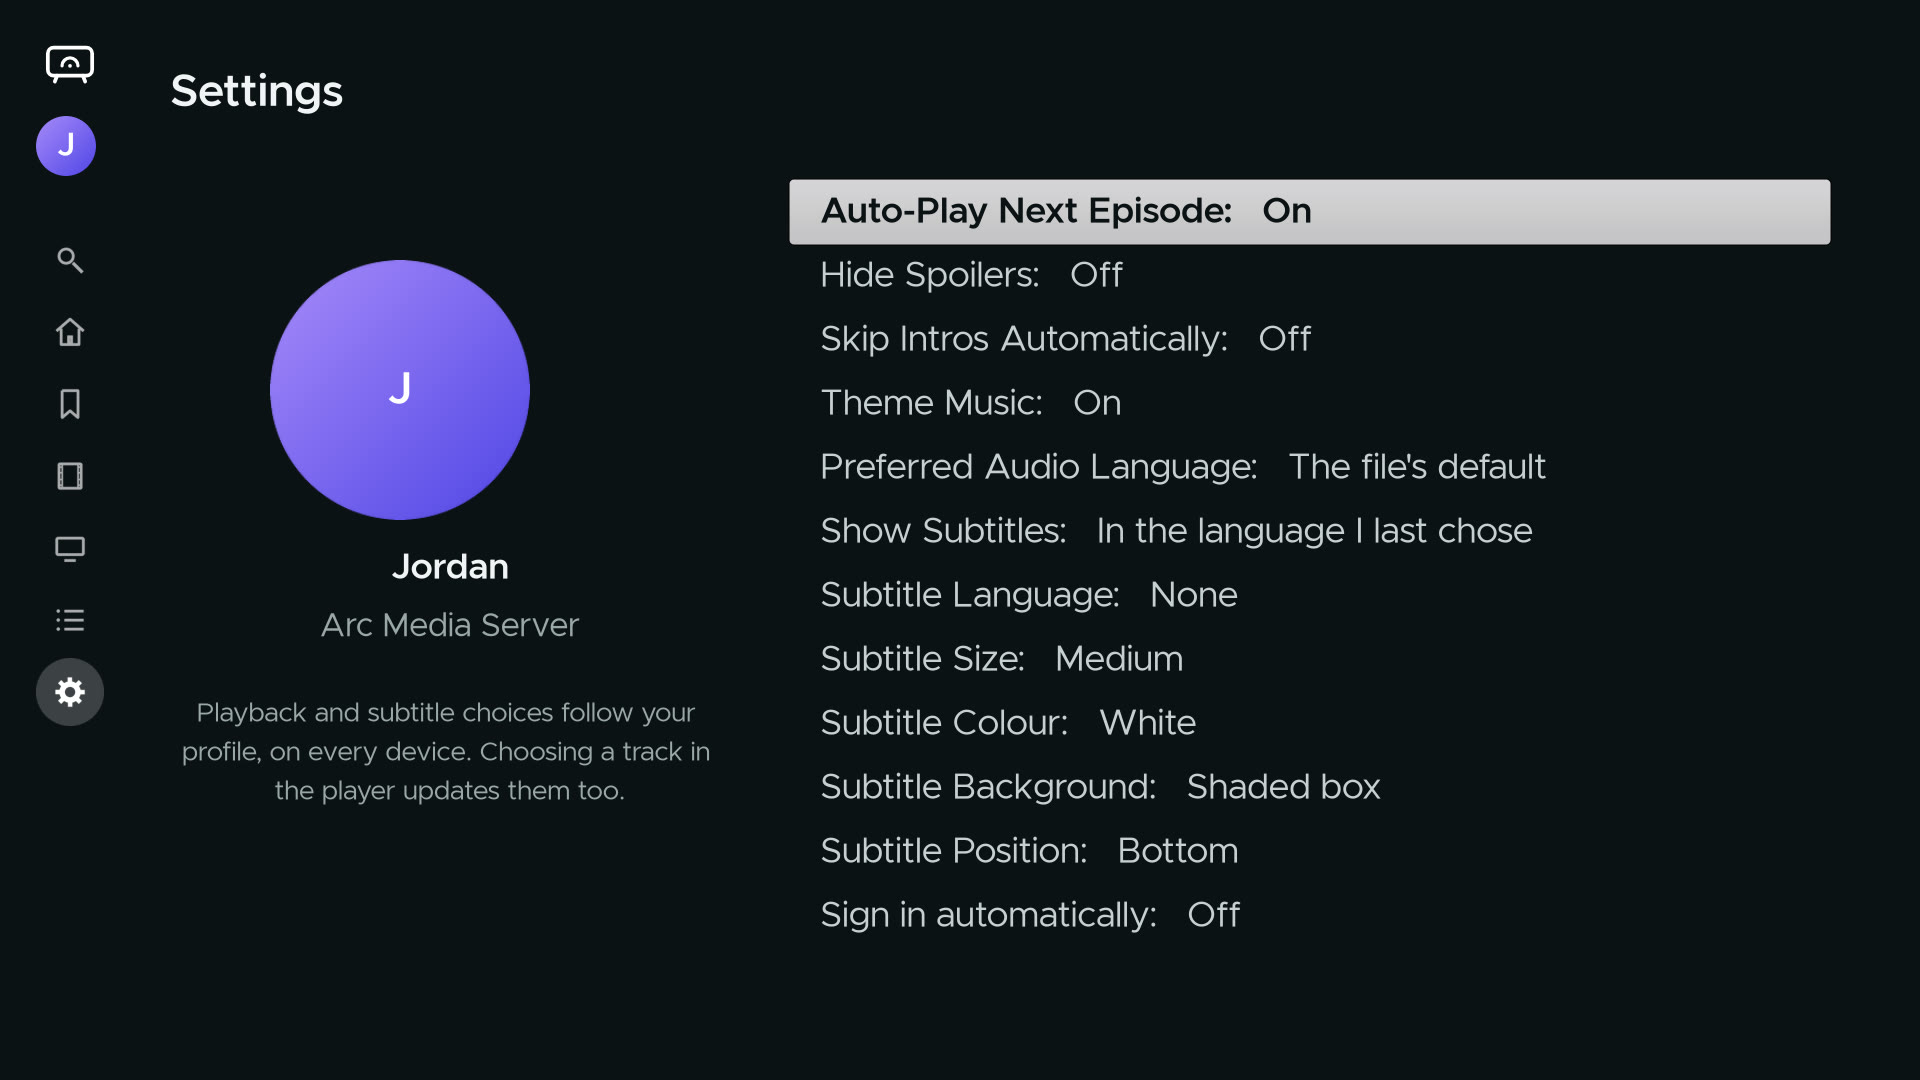 Settings
J
J
Jordan
Arc Media Server
Playback and subtitle choices follow your
profile, on every device. Choosing a track in
the player updates them too.
Auto-Play Next Episode: On
Hide Spoilers: Off
Skip Intros Automatically: Off
Theme Music: On
Preferred Audio Language: The file's default
Show Subtitles: In the language I last chose
Subtitle Language: None
Subtitle Size: Medium
Subtitle Colour: White
Subtitle Background: Shaded box
Subtitle Position: Bottom
Sign in automatically: Off